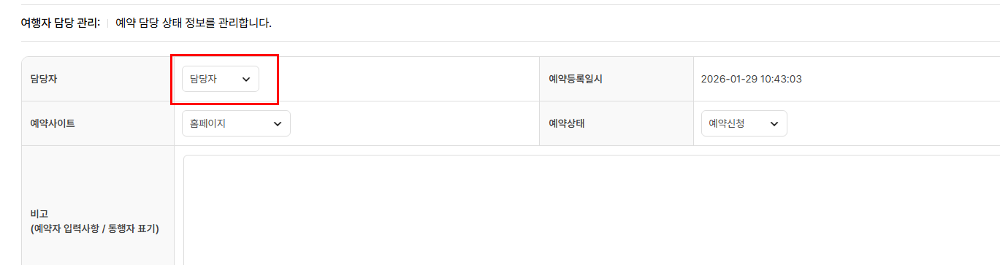 여행자 담당 관리: 예약 담당 상태 정보를 관리합니다.
담당자 담당자 예약등록일시 2026-01-29 10:43:03
예약사이트 홈페이지 예약상태 예약신청
비고
(예약자 입력사항 / 동행자 표기)